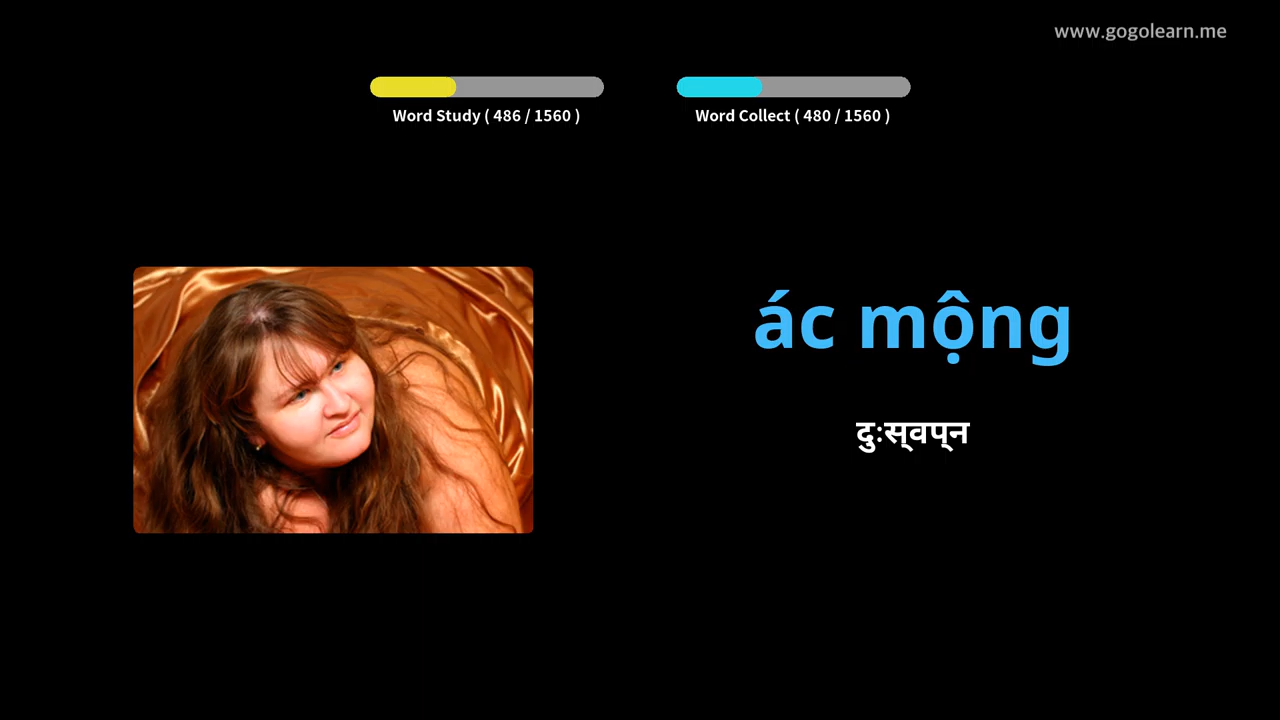 www.gogolearn.me
Word Study ( 486 / 1560 )
Word Collect ( 480 / 1560 )
ác mộng
दुःस्वप्न